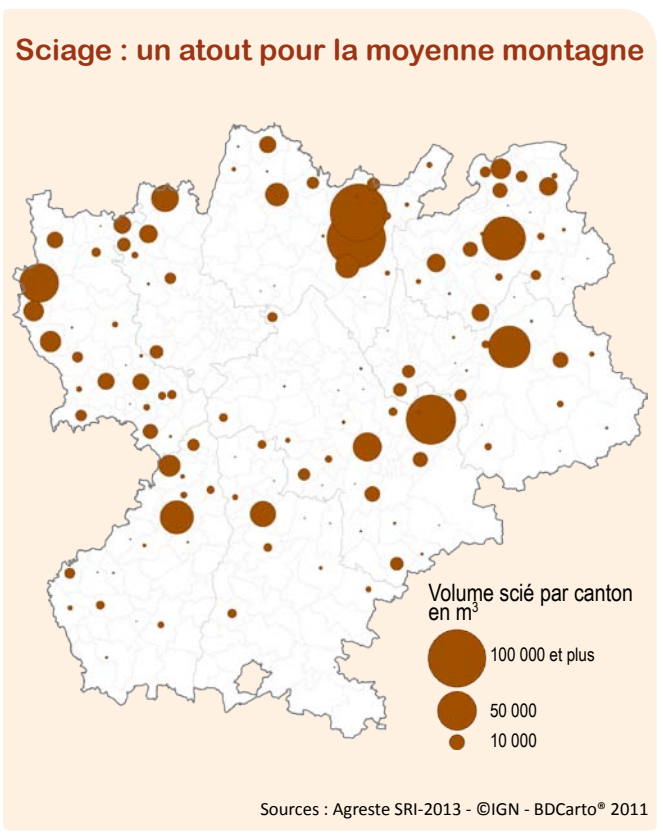 Sciage : un atout pour la moyenne montagne
Volume scié par canton
en m³
100 000 et plus
50 000
10 000
Sources : Agreste SRI-2013 - ©IGN - BDCarto® 2011